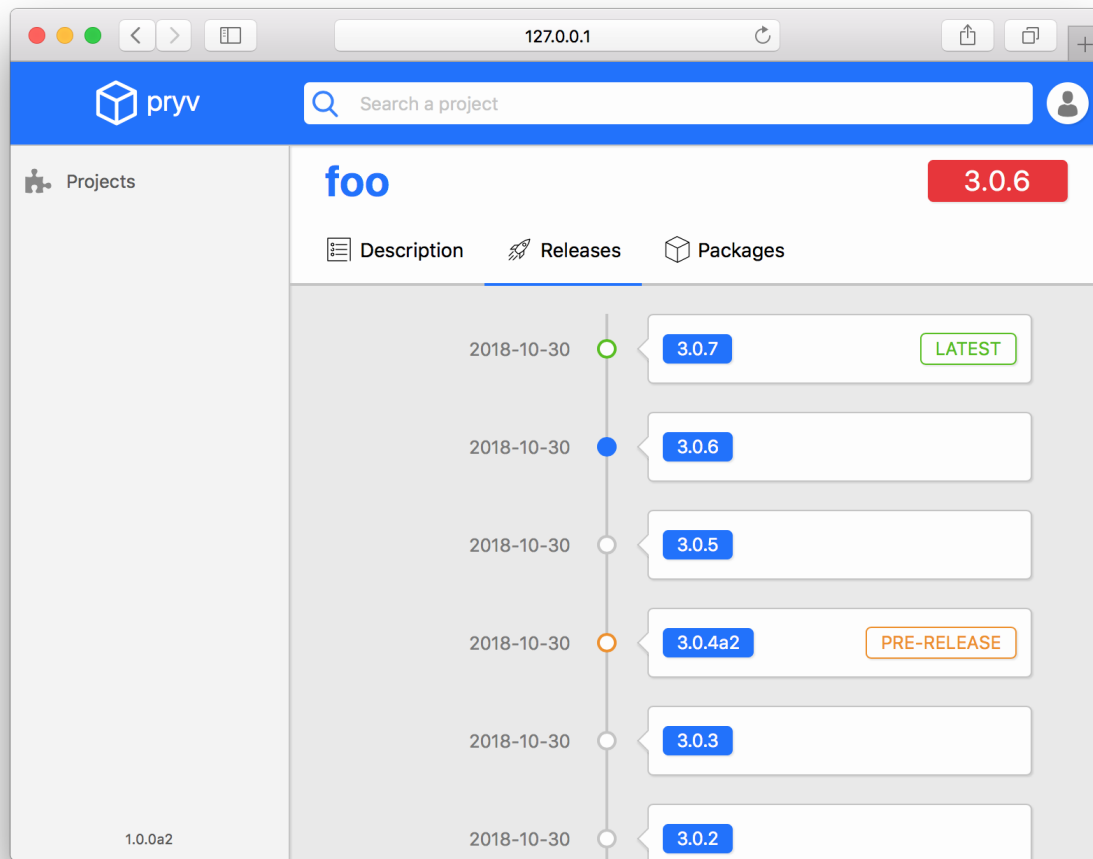 127.0.0.1
pryv
Search a project
Projects
foo
3.0.6
Description
Releases
Packages
2018-10-30
3.0.7
LATEST
2018-10-30
3.0.6
2018-10-30
3.0.5
2018-10-30
3.0.4a2
PRE-RELEASE
2018-10-30
3.0.3
2018-10-30
3.0.2
1.0.0a2